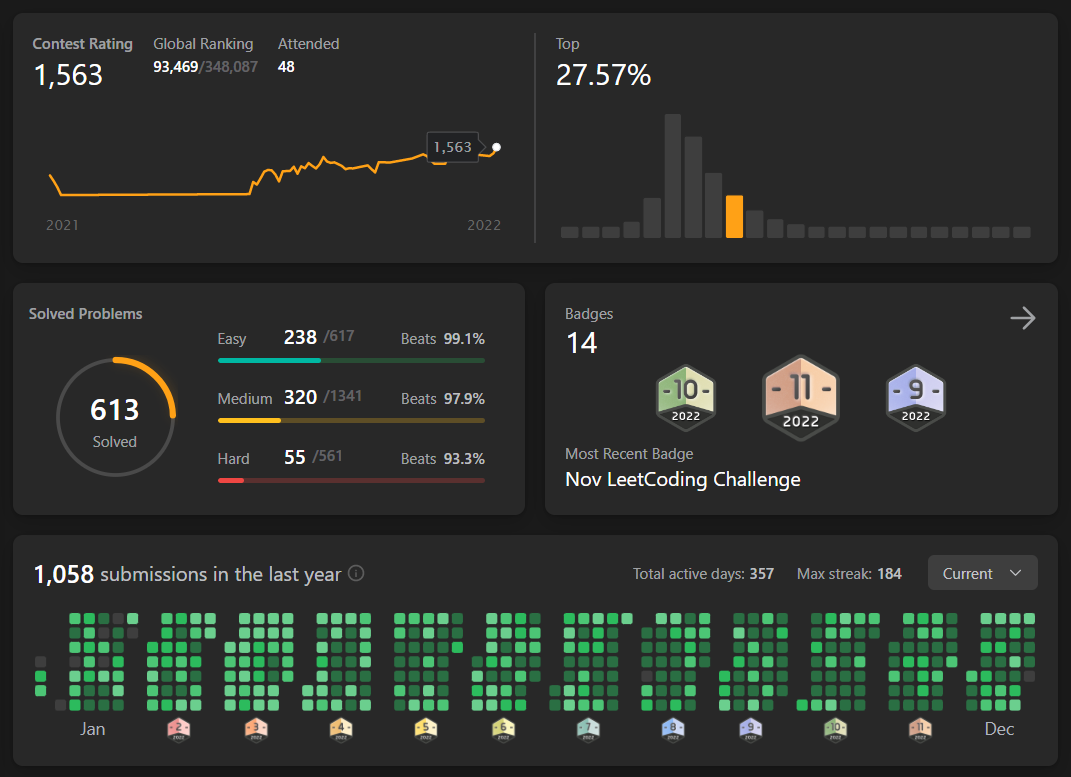 Contest Rating Global Ranking Attended
1,563 93,469/348,087 48
1,563
2021 2022
Top
27.57%
Solved Problems
613
Solved
Easy 238 /617 Beats 99.1%
Medium 320 /1341 Beats 97.9%
Hard 55 /561 Beats 93.3%
Badges
14
10
2022
11
2022
9
2022
Most Recent Badge
Nov LeetCoding Challenge
1,058 submissions in the last year
Total active days: 357 Max streak: 184 Current
Jan 2 3 4 5 6 7 8 9 10 11 Dec
2022 2022 2022 2022 2022 2022 2022 2022 2022 2022